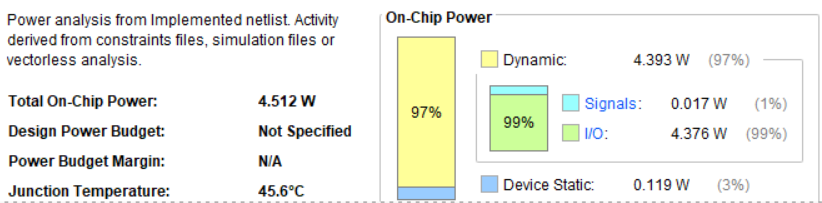 Power analysis from Implemented netlist. Activity
derived from constraints files, simulation files or
vectorless analysis.
Total On-Chip Power: 4.512 W
Design Power Budget: Not Specified
Power Budget Margin: N/A
Junction Temperature: 45.6°C
On-Chip Power
97%
Dynamic: 4.393 W (97%)
99%
Signals: 0.017 W (1%)
I/O: 4.376 W (99%)
Device Static: 0.119 W (3%)